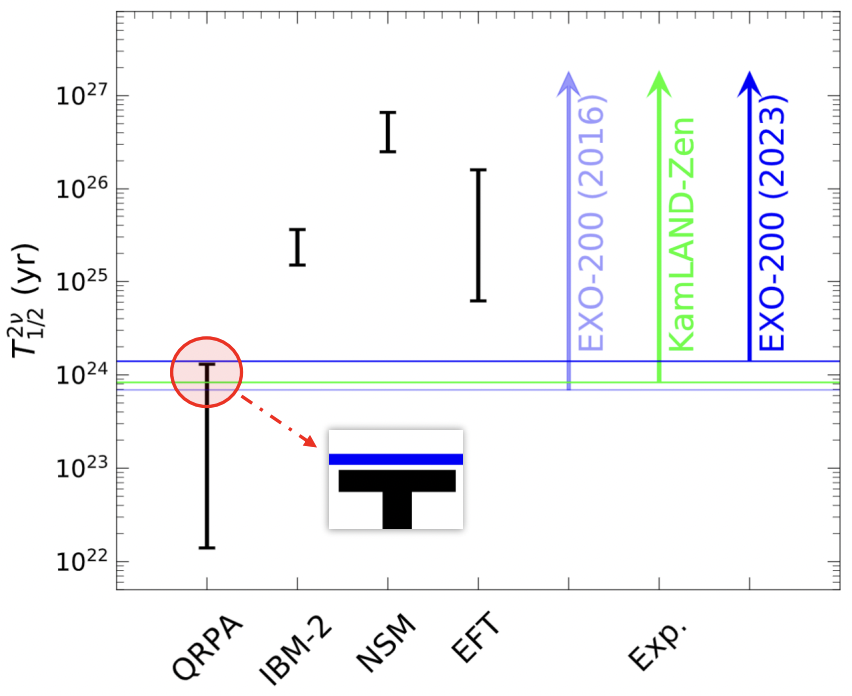 T^{2ν}_{1/2} (yr)
10^{27}
10^{26}
10^{25}
10^{24}
10^{23}
10^{22}
EXO-200 (2016)
KamLAND-Zen
EXO-200 (2023)
QRPA
IBM-2
NSM
EFT
Exp.